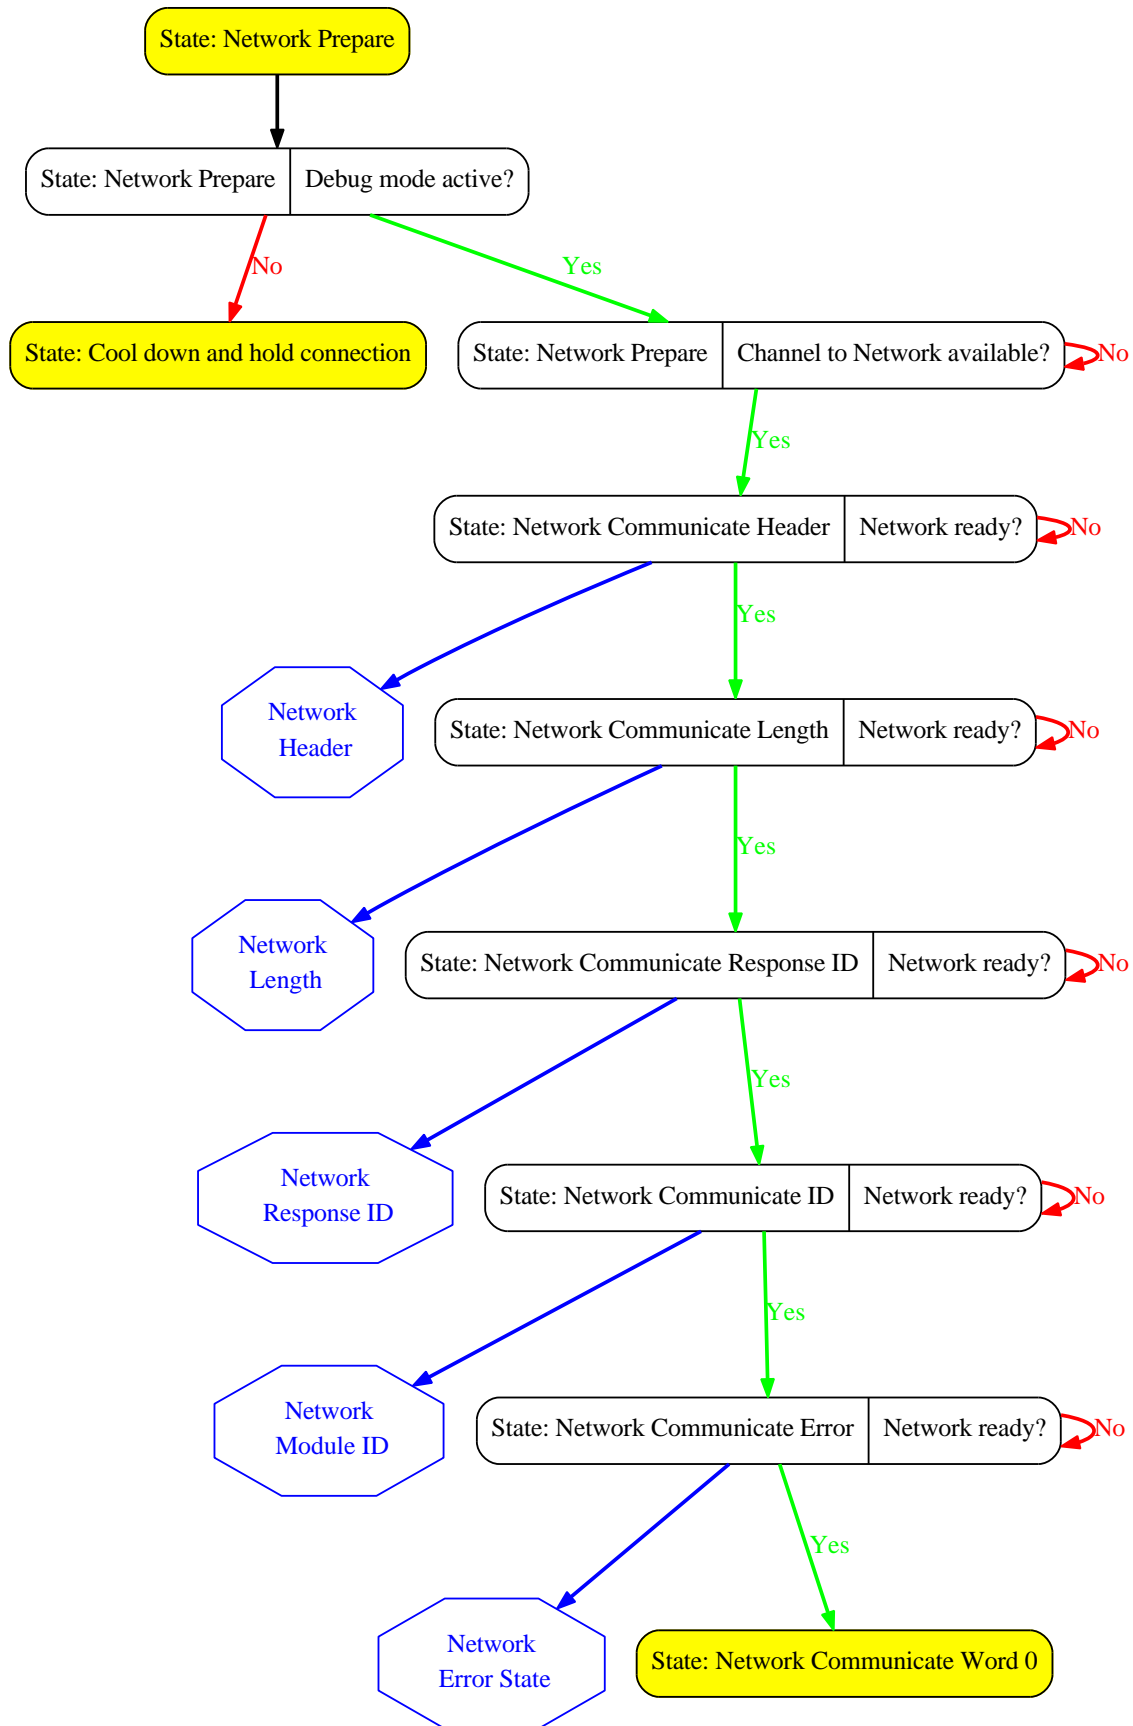 State: Network Prepare
State: Network Prepare
Debug mode active?
No
Yes
State: Cool down and hold connection
State: Network Prepare
Channel to Network available?
No
Yes
State: Network Communicate Header
Network ready?
No
Yes
Network
Header
State: Network Communicate Length
Network ready?
No
Yes
Network
Length
State: Network Communicate Response ID
Network ready?
No
Yes
Network
Response ID
State: Network Communicate ID
Network ready?
No
Yes
Network
Module ID
State: Network Communicate Error
Network ready?
No
Yes
Network
Error State
State: Network Communicate Word 0